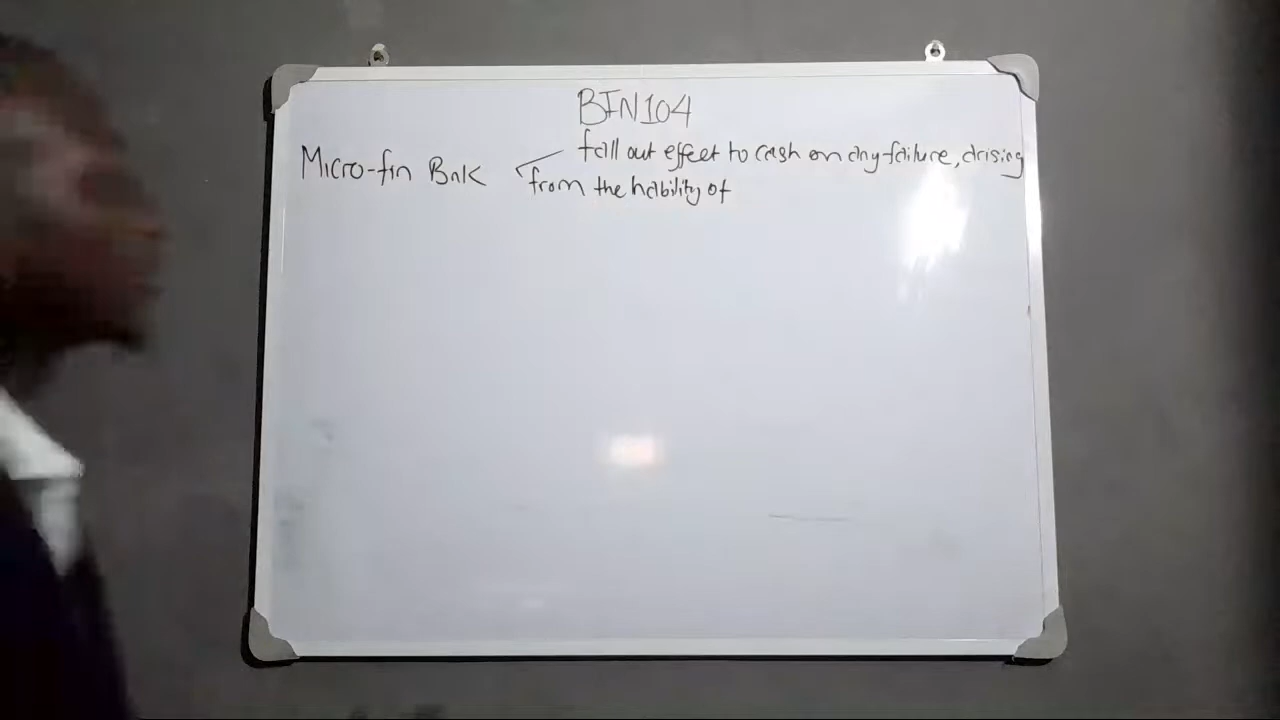 BFN104
Micro-fin Bnk
fall out effect to cash on any failure, arising
from the liability of